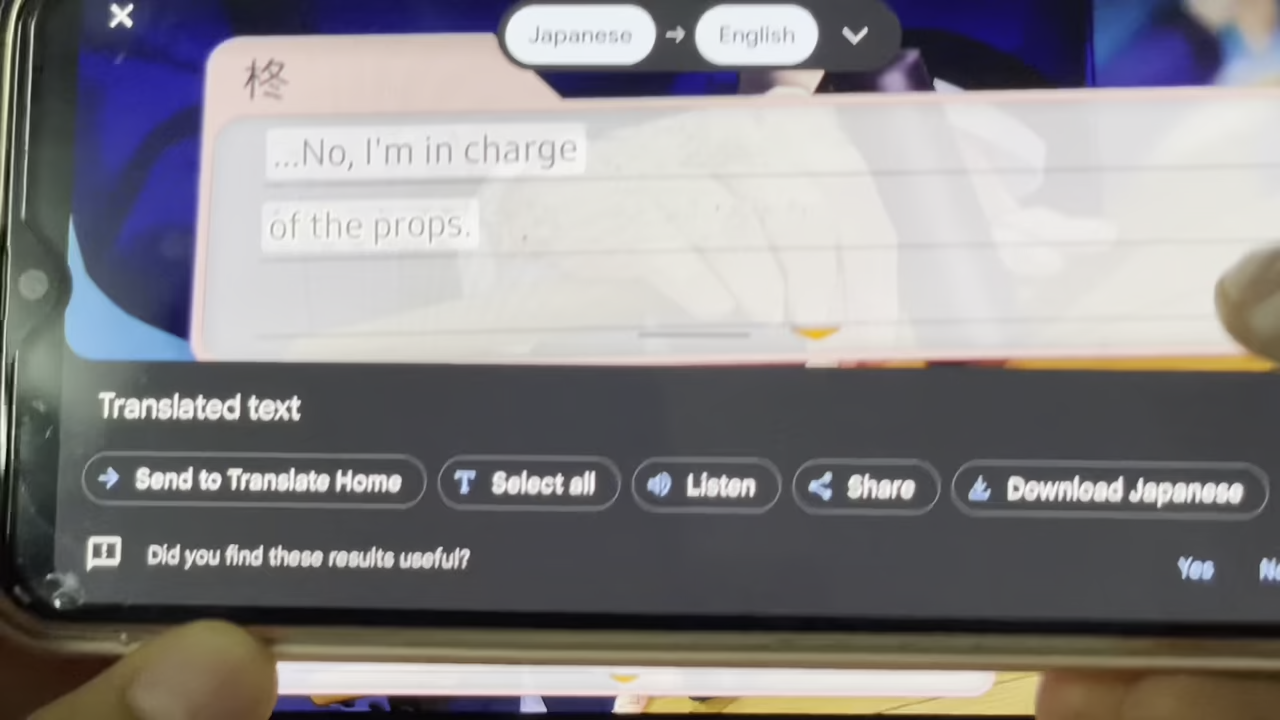 Japanese → English
柊
...No, I'm in charge
of the props.
Translated text
Send to Translate Home
Select all
Listen
Share
Download Japanese
Did you find these results useful?
Yes